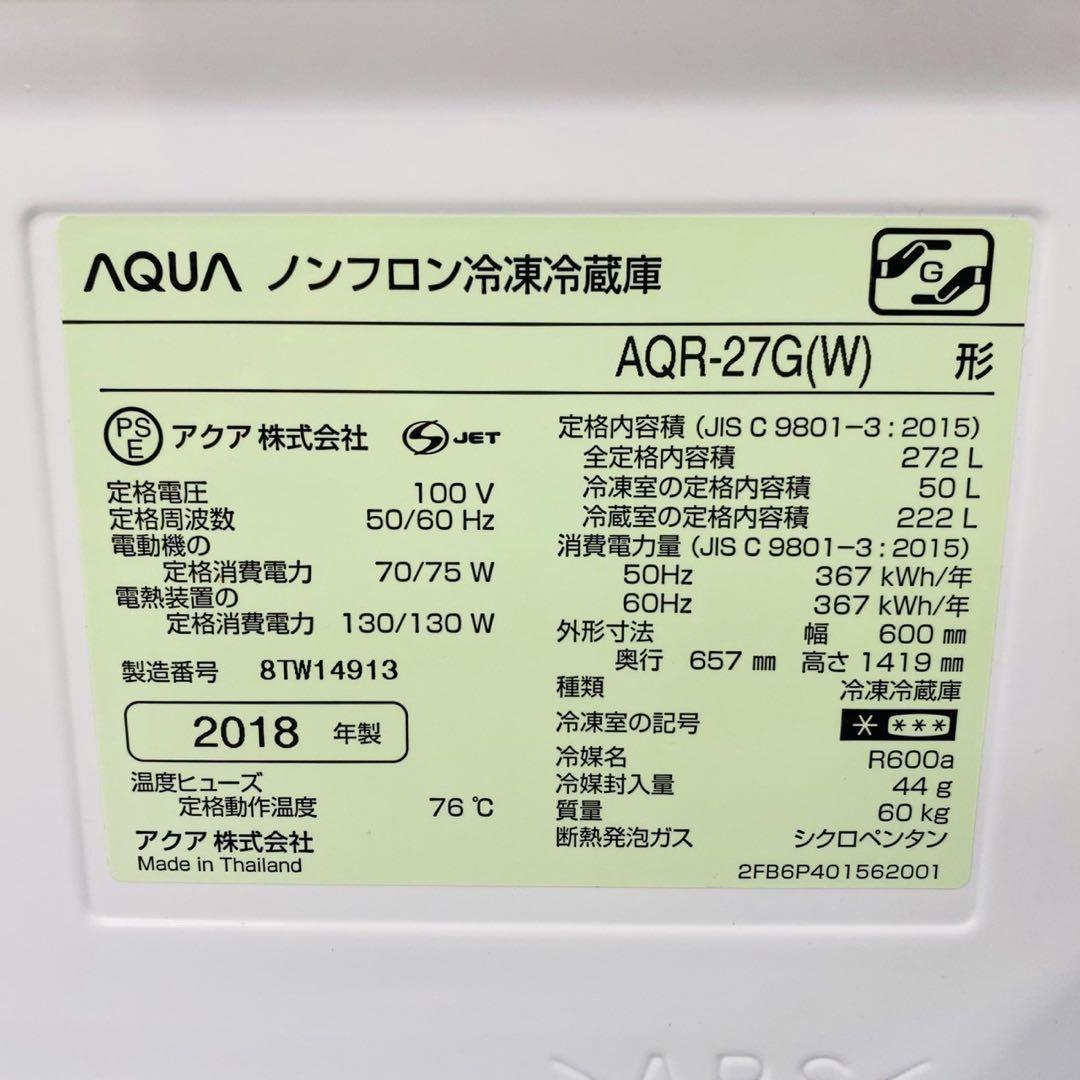 AQUA ノンフロン冷凍冷蔵庫
G
AQR-27G(W) 形
PSE アクア 株式会社 JET
定格電圧 100 V
定格周波数 50/60 Hz
電動機の
定格消費電力 70/75 W
電熱装置の
定格消費電力 130/130 W
製造番号 8TW14913
2018 年製
温度ヒューズ
定格動作温度 76 ℃
アクア 株式会社
Made in Thailand
定格内容積 (JIS C 9801-3:2015)
全定格内容積 272 L
冷凍室の定格内容積 50 L
冷蔵室の定格内容積 222 L
消費電力量 (JIS C 9801-3:2015)
50Hz 367 kWh/年
60Hz 367 kWh/年
外形寸法 幅 600 mm
奥行 657 mm 高さ 1419 mm
種類 冷凍冷蔵庫
冷凍室の記号 * ***
冷媒名 R600a
冷媒封入量 44 g
質量 60 kg
断熱発泡ガス シクロペンタン
2FB6P401562001
>ABS<